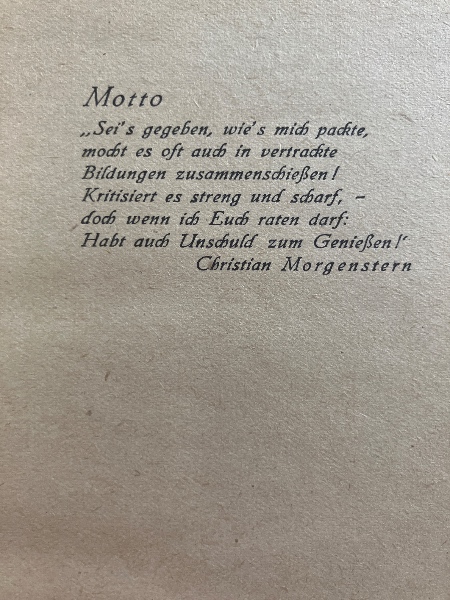 Motto
„Sei's gegeben, wie's mich packte,
mocht es oft auch in vertrackte
Bildungen zusammenschießen!
Kritisiert es streng und scharf, –
doch wenn ich Euch raten darf:
Habt auch Unschuld zum Genießen!“
Christian Morgenstern